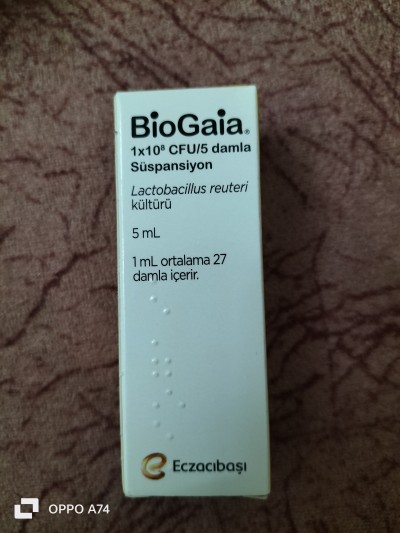 BioGaia®
1x10⁸ CFU/5 damla
Süspansiyon
Lactobacillus reuteri
kültürü
5 mL
1 mL ortalama 27
damla içerir.
Eczacıbaşı
OPPO A74